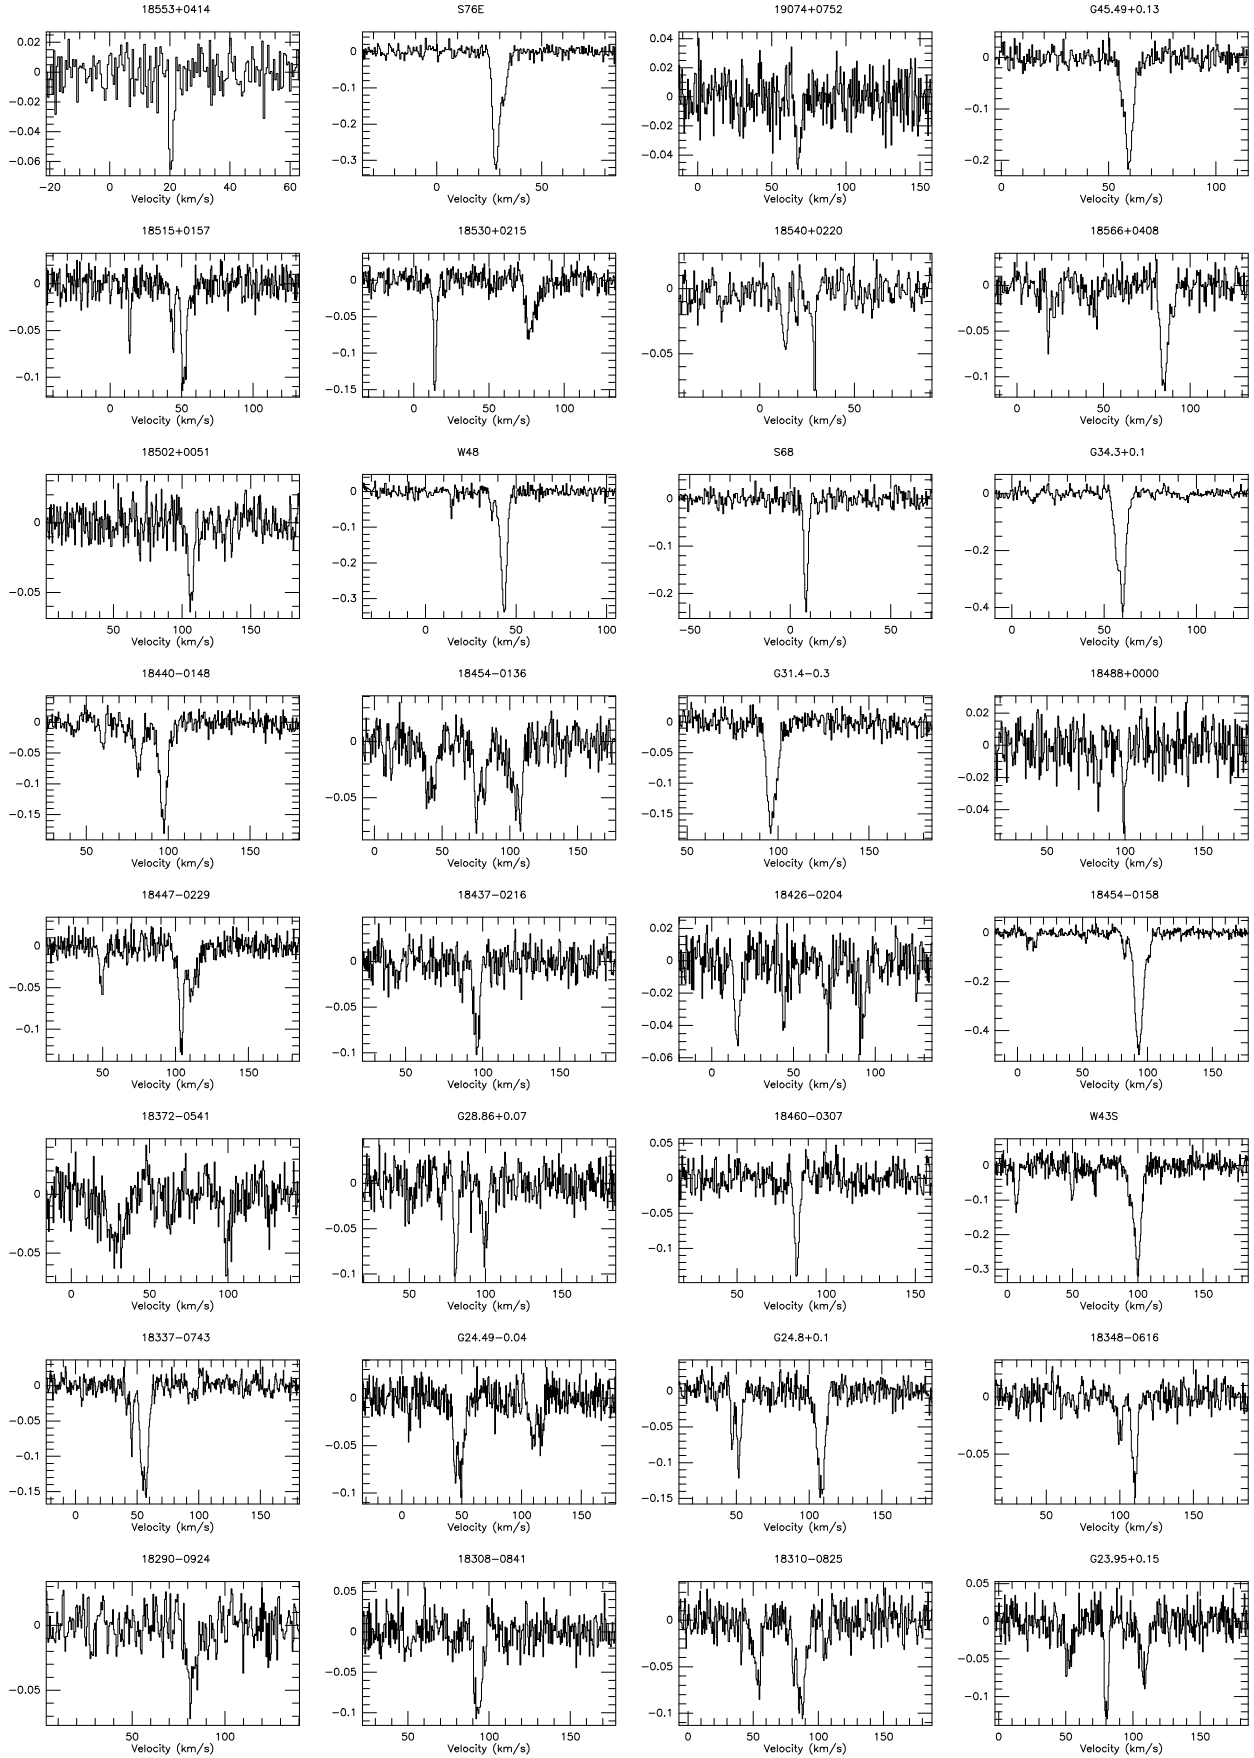 18553+0414 S76E 19074+0752 G45.49+0.13
0.02 0 −0.02 −0.04 −0.06 0 −0.1 −0.2 −0.3 0.04 0.02 0 −0.02 −0.04 0 −0.1 −0.2
−20 0 20 40 60 0 50 0 50 100 150 0 50 100
Velocity (km/s) Velocity (km/s) Velocity (km/s) Velocity (km/s)
18515+0157 18530+0215 18540+0220 18566+0408
0 −0.05 −0.1 0 −0.05 −0.1 −0.15 0 −0.05 0 −0.05 −0.1
0 50 100 0 50 100 0 50 0 50 100
Velocity (km/s) Velocity (km/s) Velocity (km/s) Velocity (km/s)
18502+0051 W48 S68 G34.3+0.1
0 −0.05 0 −0.1 −0.2 −0.3 0 −0.1 −0.2 0 −0.2 −0.4
50 100 150 0 50 100 −50 0 50 0 50 100
Velocity (km/s) Velocity (km/s) Velocity (km/s) Velocity (km/s)
18440−0148 18454−0136 G31.4−0.3 18488+0000
0 −0.05 −0.1 −0.15 0 −0.05 0 −0.05 −0.1 −0.15 0.02 0 −0.02 −0.04
50 100 150 0 50 100 150 50 100 150 50 100 150
Velocity (km/s) Velocity (km/s) Velocity (km/s) Velocity (km/s)
18447−0229 18437−0216 18426−0204 18454−0158
0 −0.05 −0.1 0 −0.05 −0.1 0.02 0 −0.02 −0.04 −0.06 0 −0.2 −0.4
50 100 150 50 100 150 0 50 100 0 50 100 150
Velocity (km/s) Velocity (km/s) Velocity (km/s) Velocity (km/s)
18372−0541 G28.86+0.07 18460−0307 W43S
0 −0.05 0 −0.05 −0.1 0.05 0 −0.05 −0.1 0 −0.1 −0.2 −0.3
0 50 100 50 100 150 50 100 150 0 50 100 150
Velocity (km/s) Velocity (km/s) Velocity (km/s) Velocity (km/s)
18337−0743 G24.49−0.04 G24.8+0.1 18348−0616
0 −0.05 −0.1 −0.15 0 −0.05 −0.1 0 −0.05 −0.1 −0.15 0 −0.05
0 50 100 150 0 50 100 150 50 100 150 50 100 150
Velocity (km/s) Velocity (km/s) Velocity (km/s) Velocity (km/s)
18290−0924 18308−0841 18310−0825 G23.95+0.15
0 −0.05 0.05 0 −0.05 −0.1 0 −0.05 −0.1 0.05 0 −0.05 −0.1
50 100 50 100 150 50 100 150 0 50 100 150
Velocity (km/s) Velocity (km/s) Velocity (km/s) Velocity (km/s)